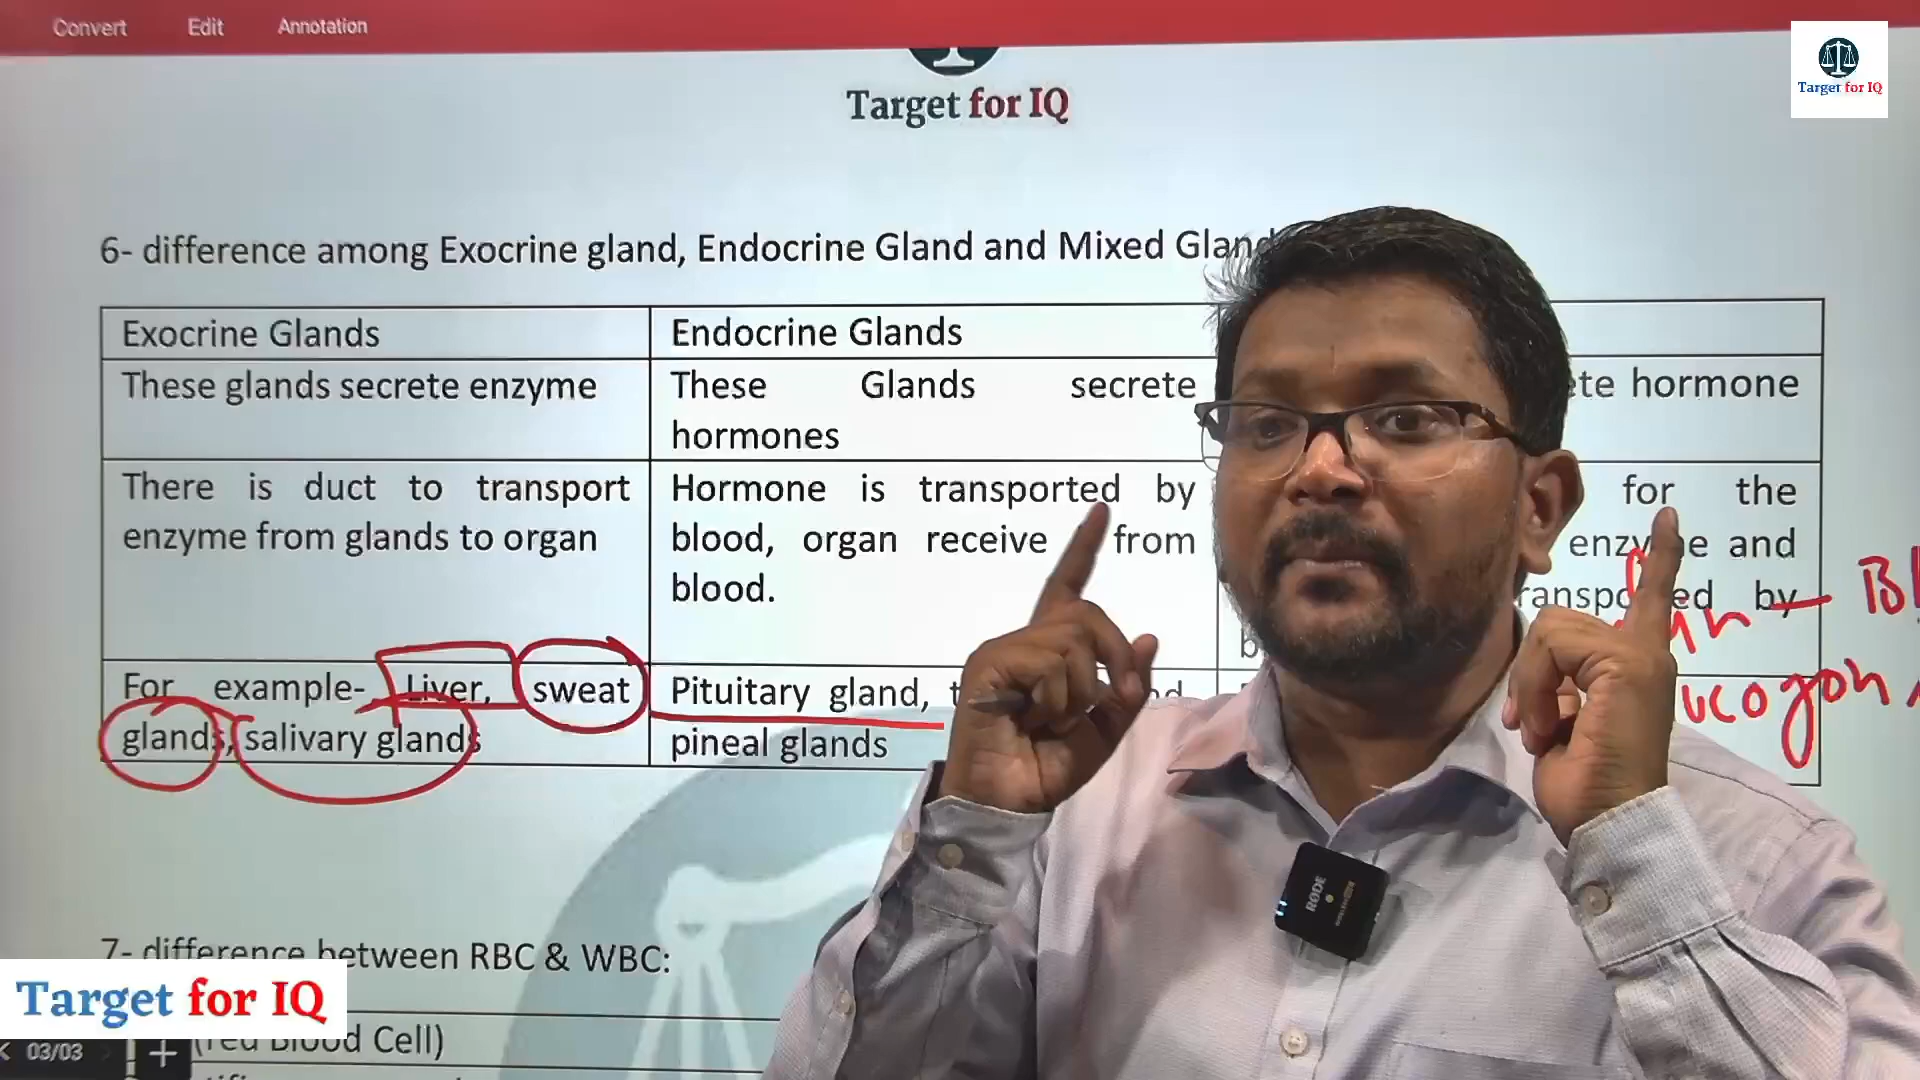 Convert Edit Annotation
Target for IQ
Target for IQ
6- difference among Exocrine gland, Endocrine Gland and Mixed Gland
Exocrine Glands
Endocrine Glands
These glands secrete enzyme
These Glands secrete
hormones
hormone
There is duct to transport
enzyme from glands to organ
Hormone is transported by
blood, organ receive from
blood.
for the
and
by
For example- Liver, sweat
glands, salivary glands
Pituitary gland,
pineal glands
7- difference between RBC & WBC:
Target for IQ
Blood Cell)
03/03
RØDE